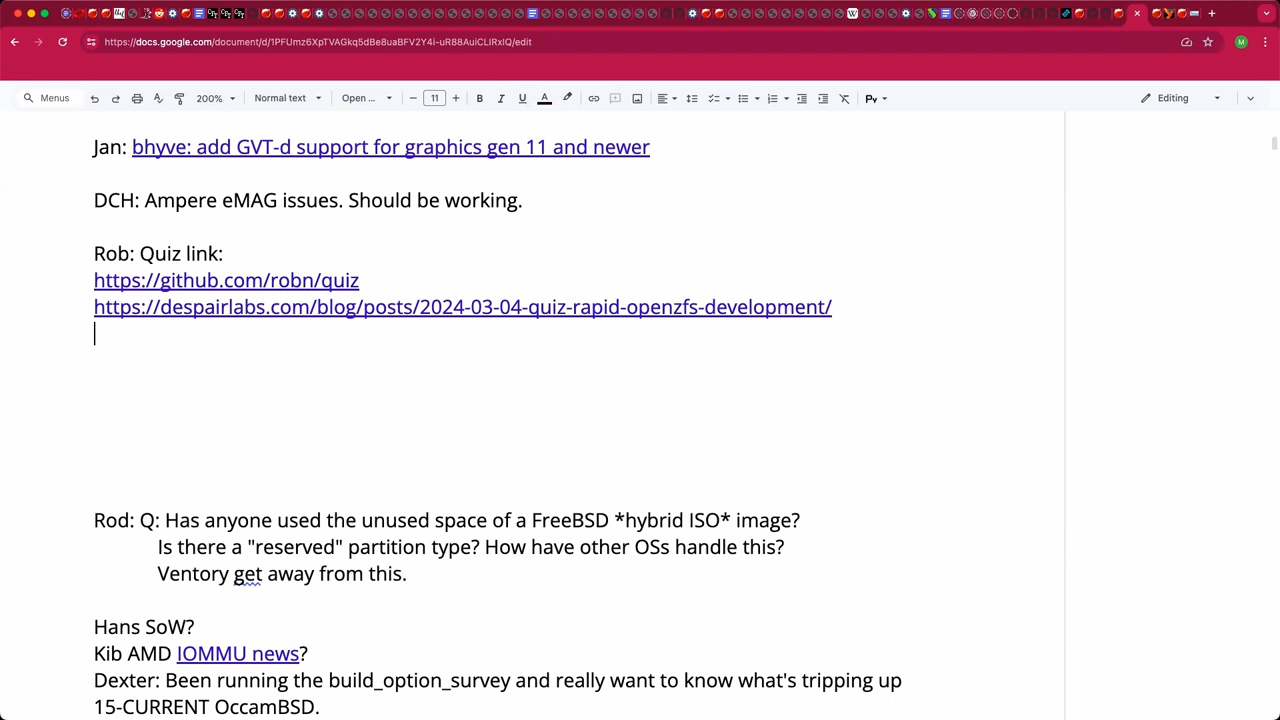 https://docs.google.com/document/d/1PFUmz6XpTVAGkq5dBe8uaBFV2Y4i-uR88AuiCLIRxIQ/edit
M
Menus
200%
Normal text
Open ...
11
B
I
U
A
Editing
Jan: bhyve: add GVT-d support for graphics gen 11 and newer
DCH: Ampere eMAG issues. Should be working.
Rob: Quiz link:
https://github.com/robn/quiz
https://despairlabs.com/blog/posts/2024-03-04-quiz-rapid-openzfs-development/
Rod: Q: Has anyone used the unused space of a FreeBSD *hybrid ISO* image?
Is there a "reserved" partition type? How have other OSs handle this?
Ventory get away from this.
Hans SoW?
Kib AMD IOMMU news?
Dexter: Been running the build_option_survey and really want to know what's tripping up
15-CURRENT OccamBSD.